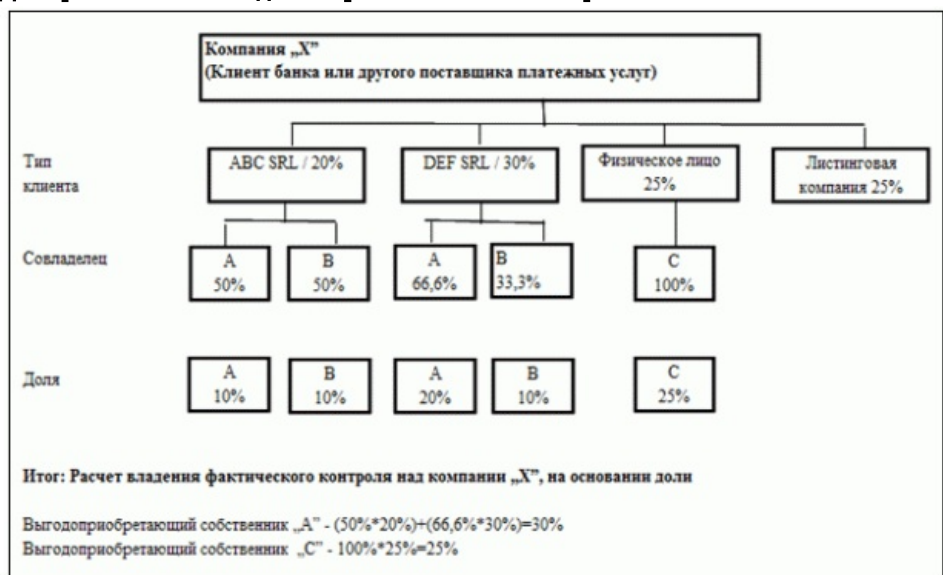 Компания „X”
(Клиент банка или другого поставщика платежных услуг)
Тип
клиента
ABC SRL / 20%
DEF SRL / 30%
Физическое лицо
25%
Листинговая
компания 25%
Совладелец
A
50%
B
50%
A
66,6%
B
33,3%
C
100%
Доля
A
10%
B
10%
A
20%
B
10%
C
25%
Итог: Расчет владения фактического контроля над компании „X”, на основании доли
Выгодоприобретающий собственник „A” - (50%*20%)+(66,6%*30%)=30%
Выгодоприобретающий собственник „C” - 100%*25%=25%